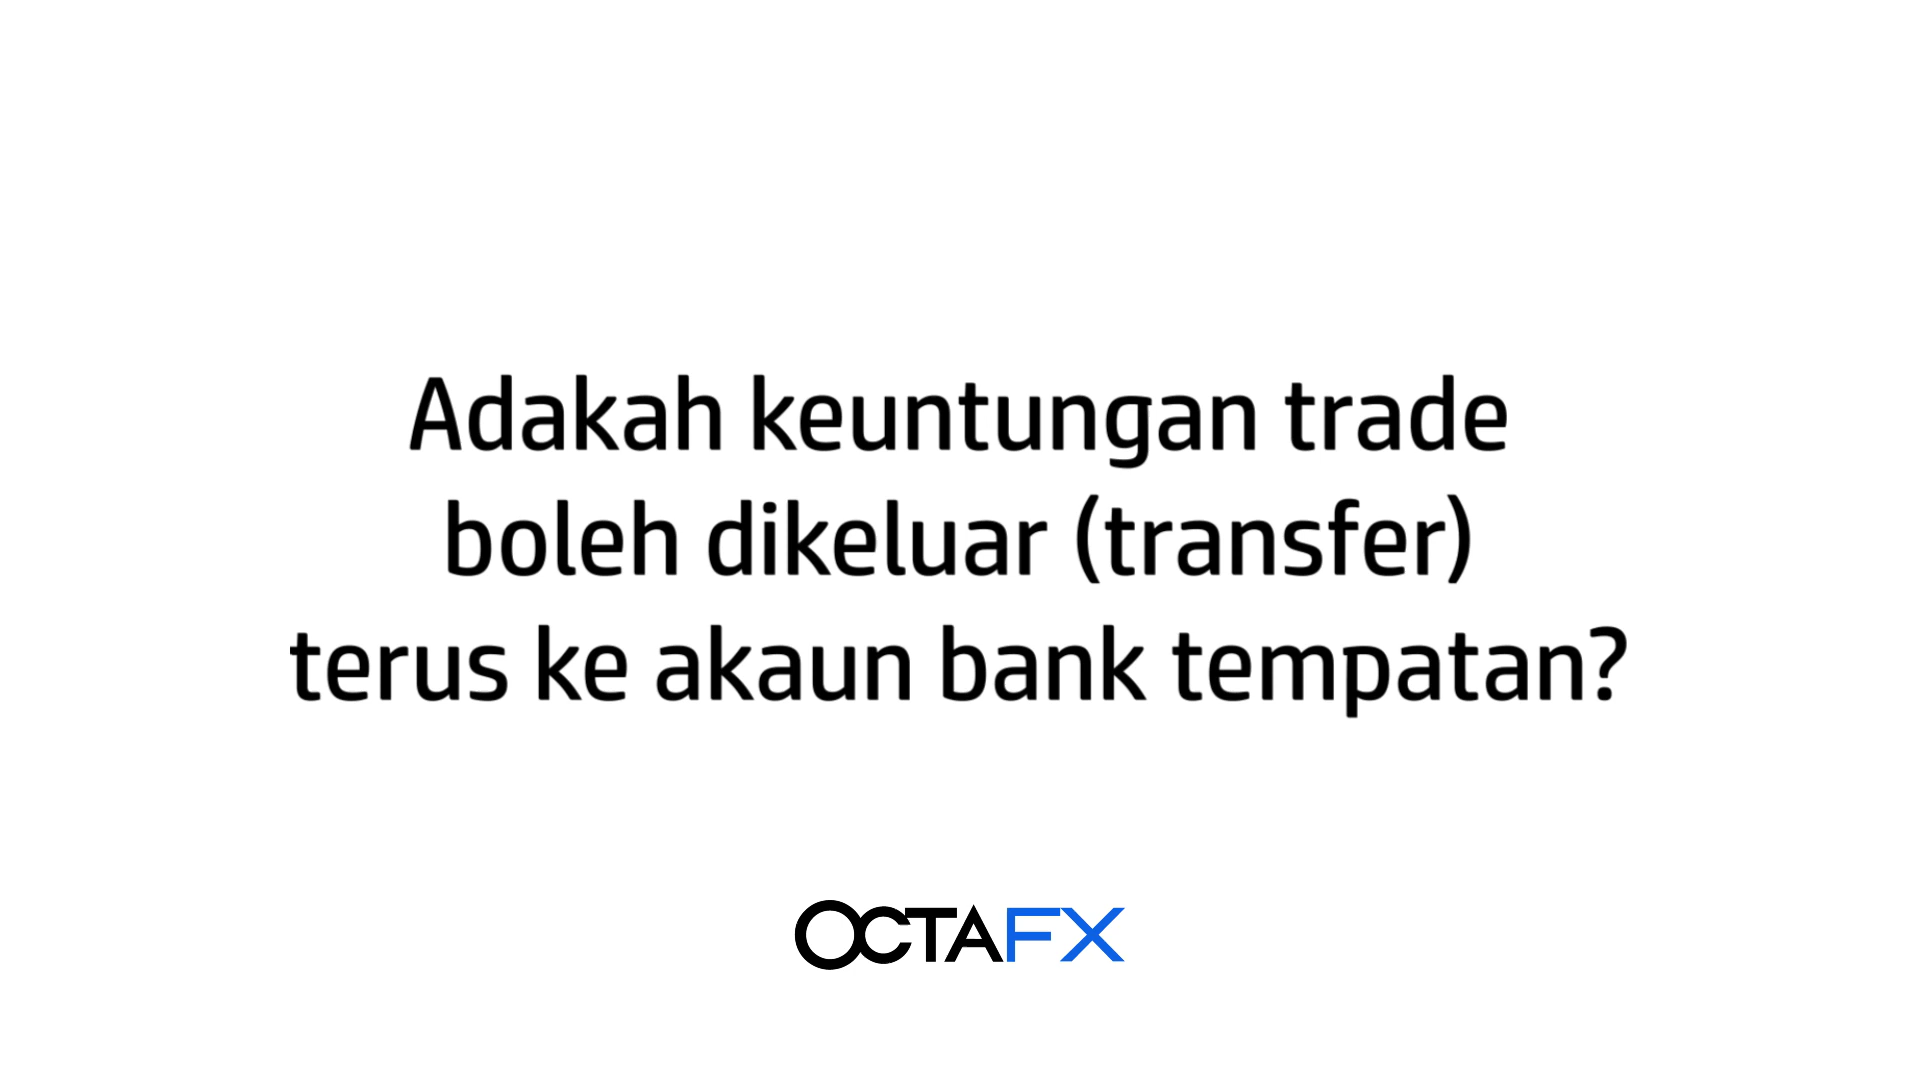 Adakah keuntungan trade
boleh dikeluar (transfer)
terus ke akaun bank tempatan?
OCTAFX